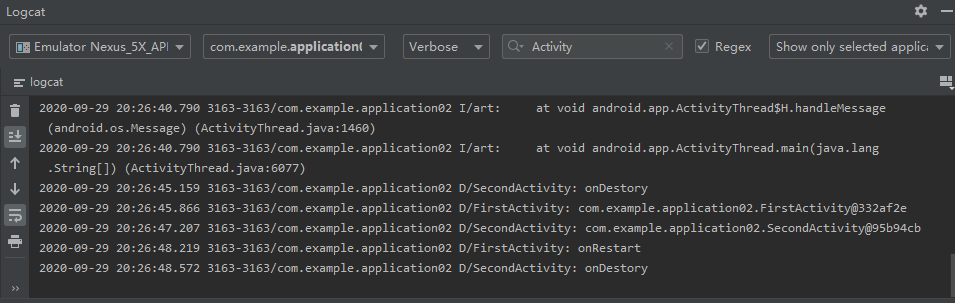 Logcat
Emulator Nexus_5X_API com.example.application0 Verbose Activity Regex Show only selected applica
logcat
2020-09-29 20:26:40.790 3163-3163/com.example.application02 I/art:     at void android.app.ActivityThread$H.handleMessage
(android.os.Message) (ActivityThread.java:1460)
2020-09-29 20:26:40.790 3163-3163/com.example.application02 I/art:     at void android.app.ActivityThread.main(java.lang
.String[]) (ActivityThread.java:6077)
2020-09-29 20:26:45.159 3163-3163/com.example.application02 D/SecondActivity: onDestory
2020-09-29 20:26:45.866 3163-3163/com.example.application02 D/FirstActivity: com.example.application02.FirstActivity@332af2e
2020-09-29 20:26:47.207 3163-3163/com.example.application02 D/SecondActivity: com.example.application02.SecondActivity@95b94cb
2020-09-29 20:26:48.219 3163-3163/com.example.application02 D/FirstActivity: onRestart
2020-09-29 20:26:48.572 3163-3163/com.example.application02 D/SecondActivity: onDestory